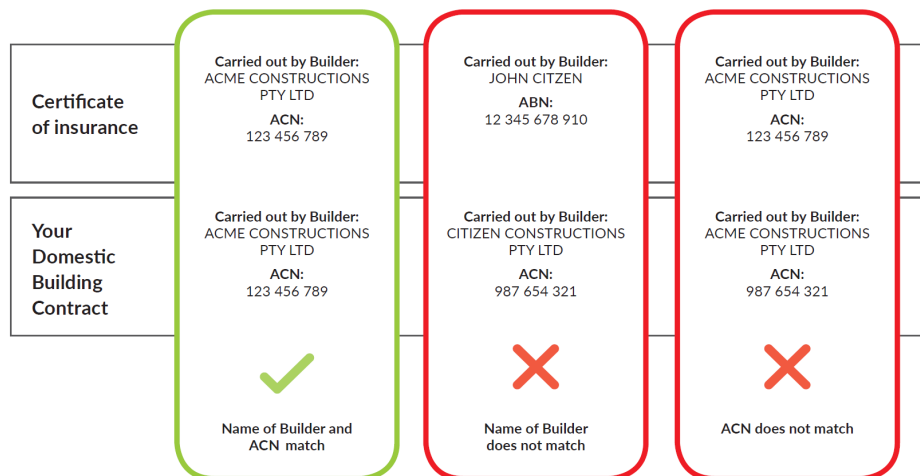 Certificate
of insurance
Carried out by Builder:
ACME CONSTRUCTIONS
PTY LTD
ACN:
123 456 789
Carried out by Builder:
JOHN CITZEN
ABN:
12 345 678 910
Carried out by Builder:
ACME CONSTRUCTIONS
PTY LTD
ACN:
123 456 789
Your
Domestic
Building
Contract
Carried out by Builder:
ACME CONSTRUCTIONS
PTY LTD
ACN:
123 456 789
Carried out by Builder:
CITIZEN CONSTRUCTIONS
PTY LTD
ACN:
987 654 321
Carried out by Builder:
ACME CONSTRUCTIONS
PTY LTD
ACN:
987 654 321
Name of Builder and
ACN match
Name of Builder
does not match
ACN does not match